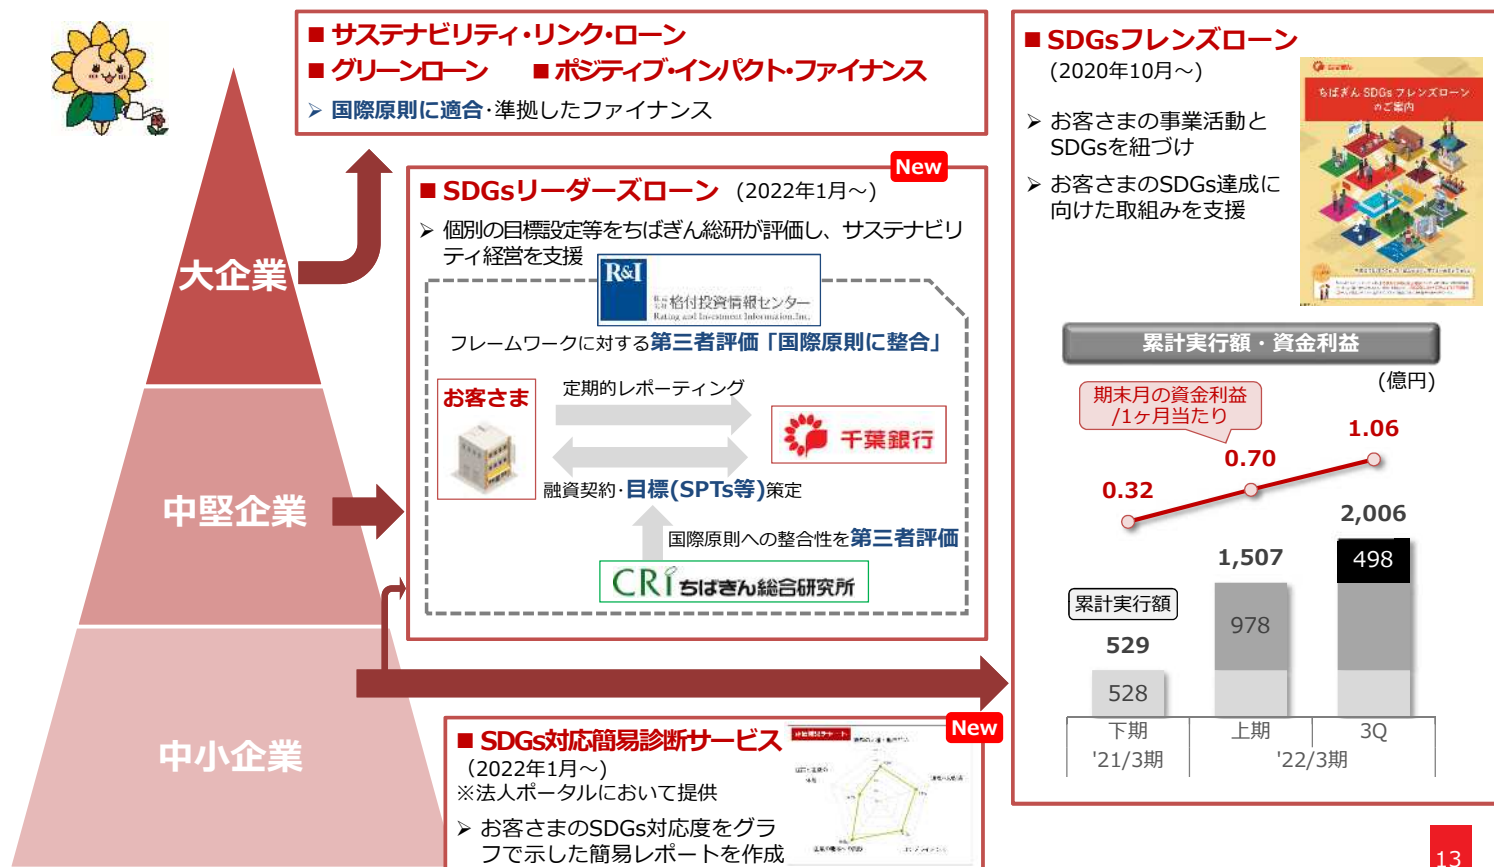 ■ サステナビリティ・リンク・ローン
■ グリーンローン ■ ポジティブ・インパクト・ファイナンス
➢ 国際原則に適合・準拠したファイナンス
大企業
中堅企業
中小企業
New
■ SDGsリーダーズローン (2022年1月～)
➢ 個別の目標設定等をちばぎん総研が評価し、サステナビリ
ティ経営を支援
R&I
株式会社 格付投資情報センター
Rating and Investment Information, Inc.
フレームワークに対する第三者評価「国際原則に整合」
お客さま
定期的レポーティング
千葉銀行
融資契約・目標(SPTs等)策定
国際原則への整合性を第三者評価
CRI ちばぎん総合研究所
New
■ SDGs対応簡易診断サービス
（2022年1月～）
※法人ポータルにおいて提供
➢ お客さまのSDGs対応度をグラ
フで示した簡易レポートを作成
■ SDGsフレンズローン
(2020年10月～)
➢ お客さまの事業活動と
SDGsを紐づけ
➢ お客さまのSDGs達成に
向けた取組みを支援
ちばぎん SDGs フレンズローン
のご案内
累計実行額・資金利益
(億円)
期末月の資金利益
/1ヶ月当たり
0.32
0.70
1.06
累計実行額
529
1,507
2,006
528
978
498
下期
上期
3Q
'21/3期
'22/3期
13